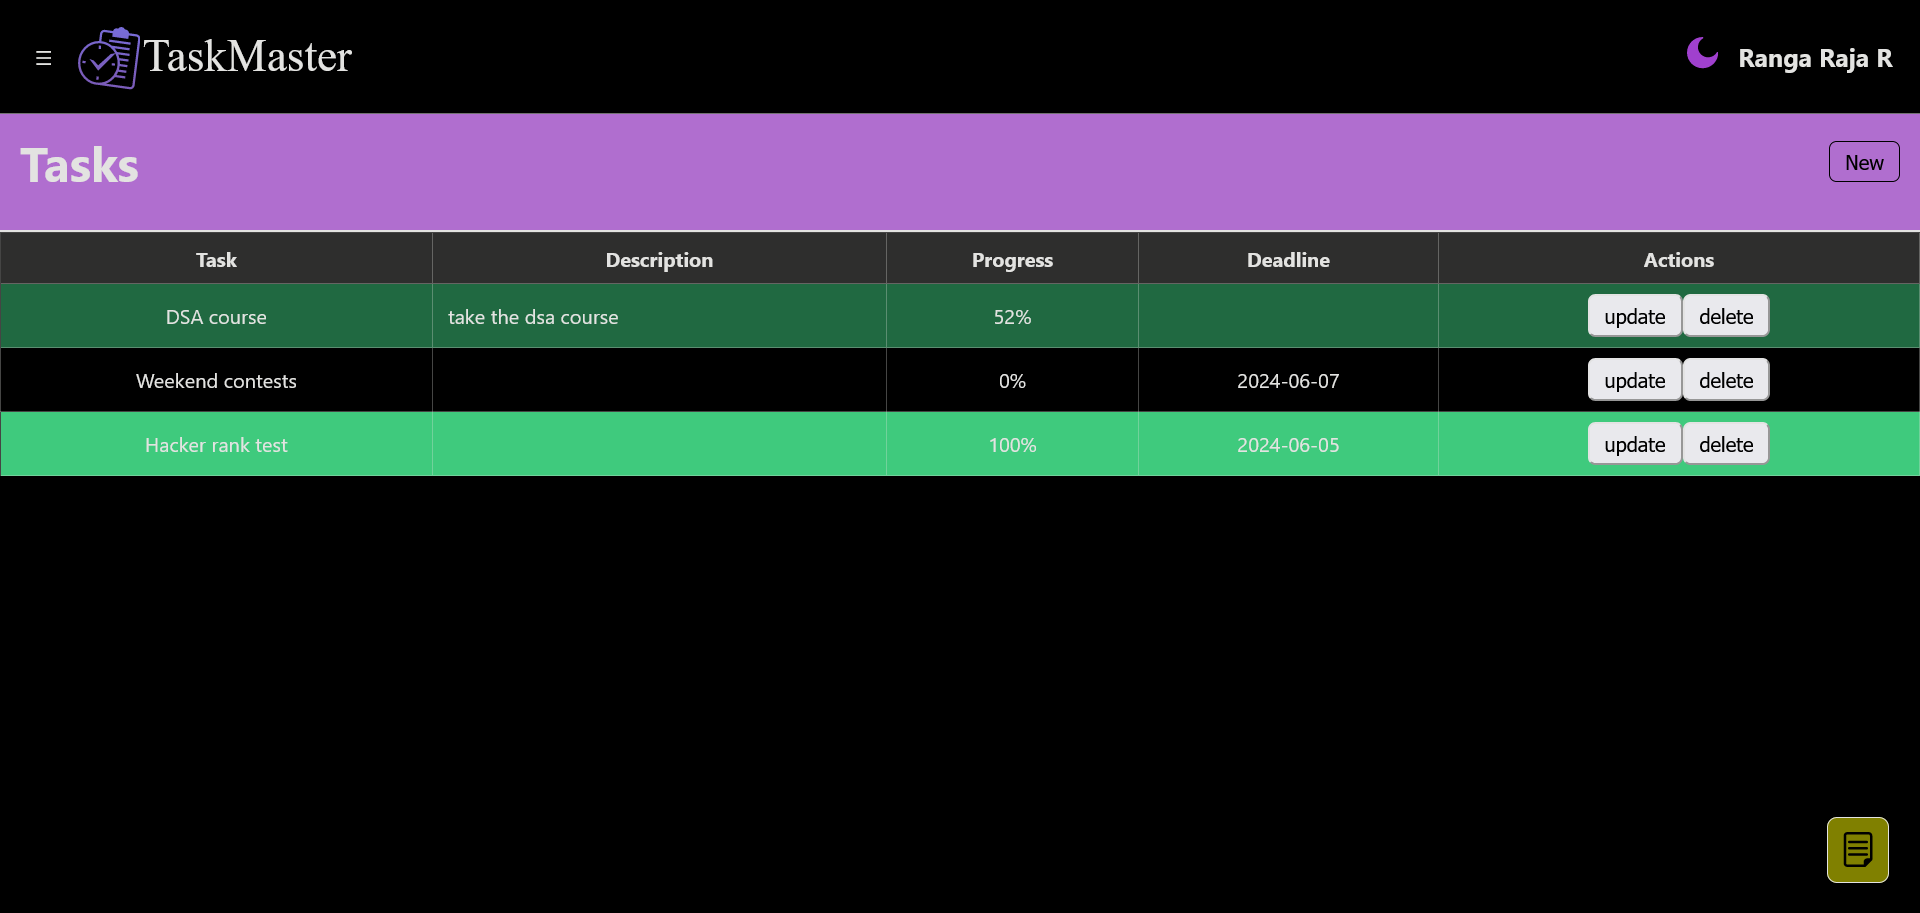 TaskMaster
Ranga Raja R
Tasks
New
Task Description Progress Deadline Actions
DSA course take the dsa course 52% update delete
Weekend contests 0% 2024-06-07 update delete
Hacker rank test 100% 2024-06-05 update delete